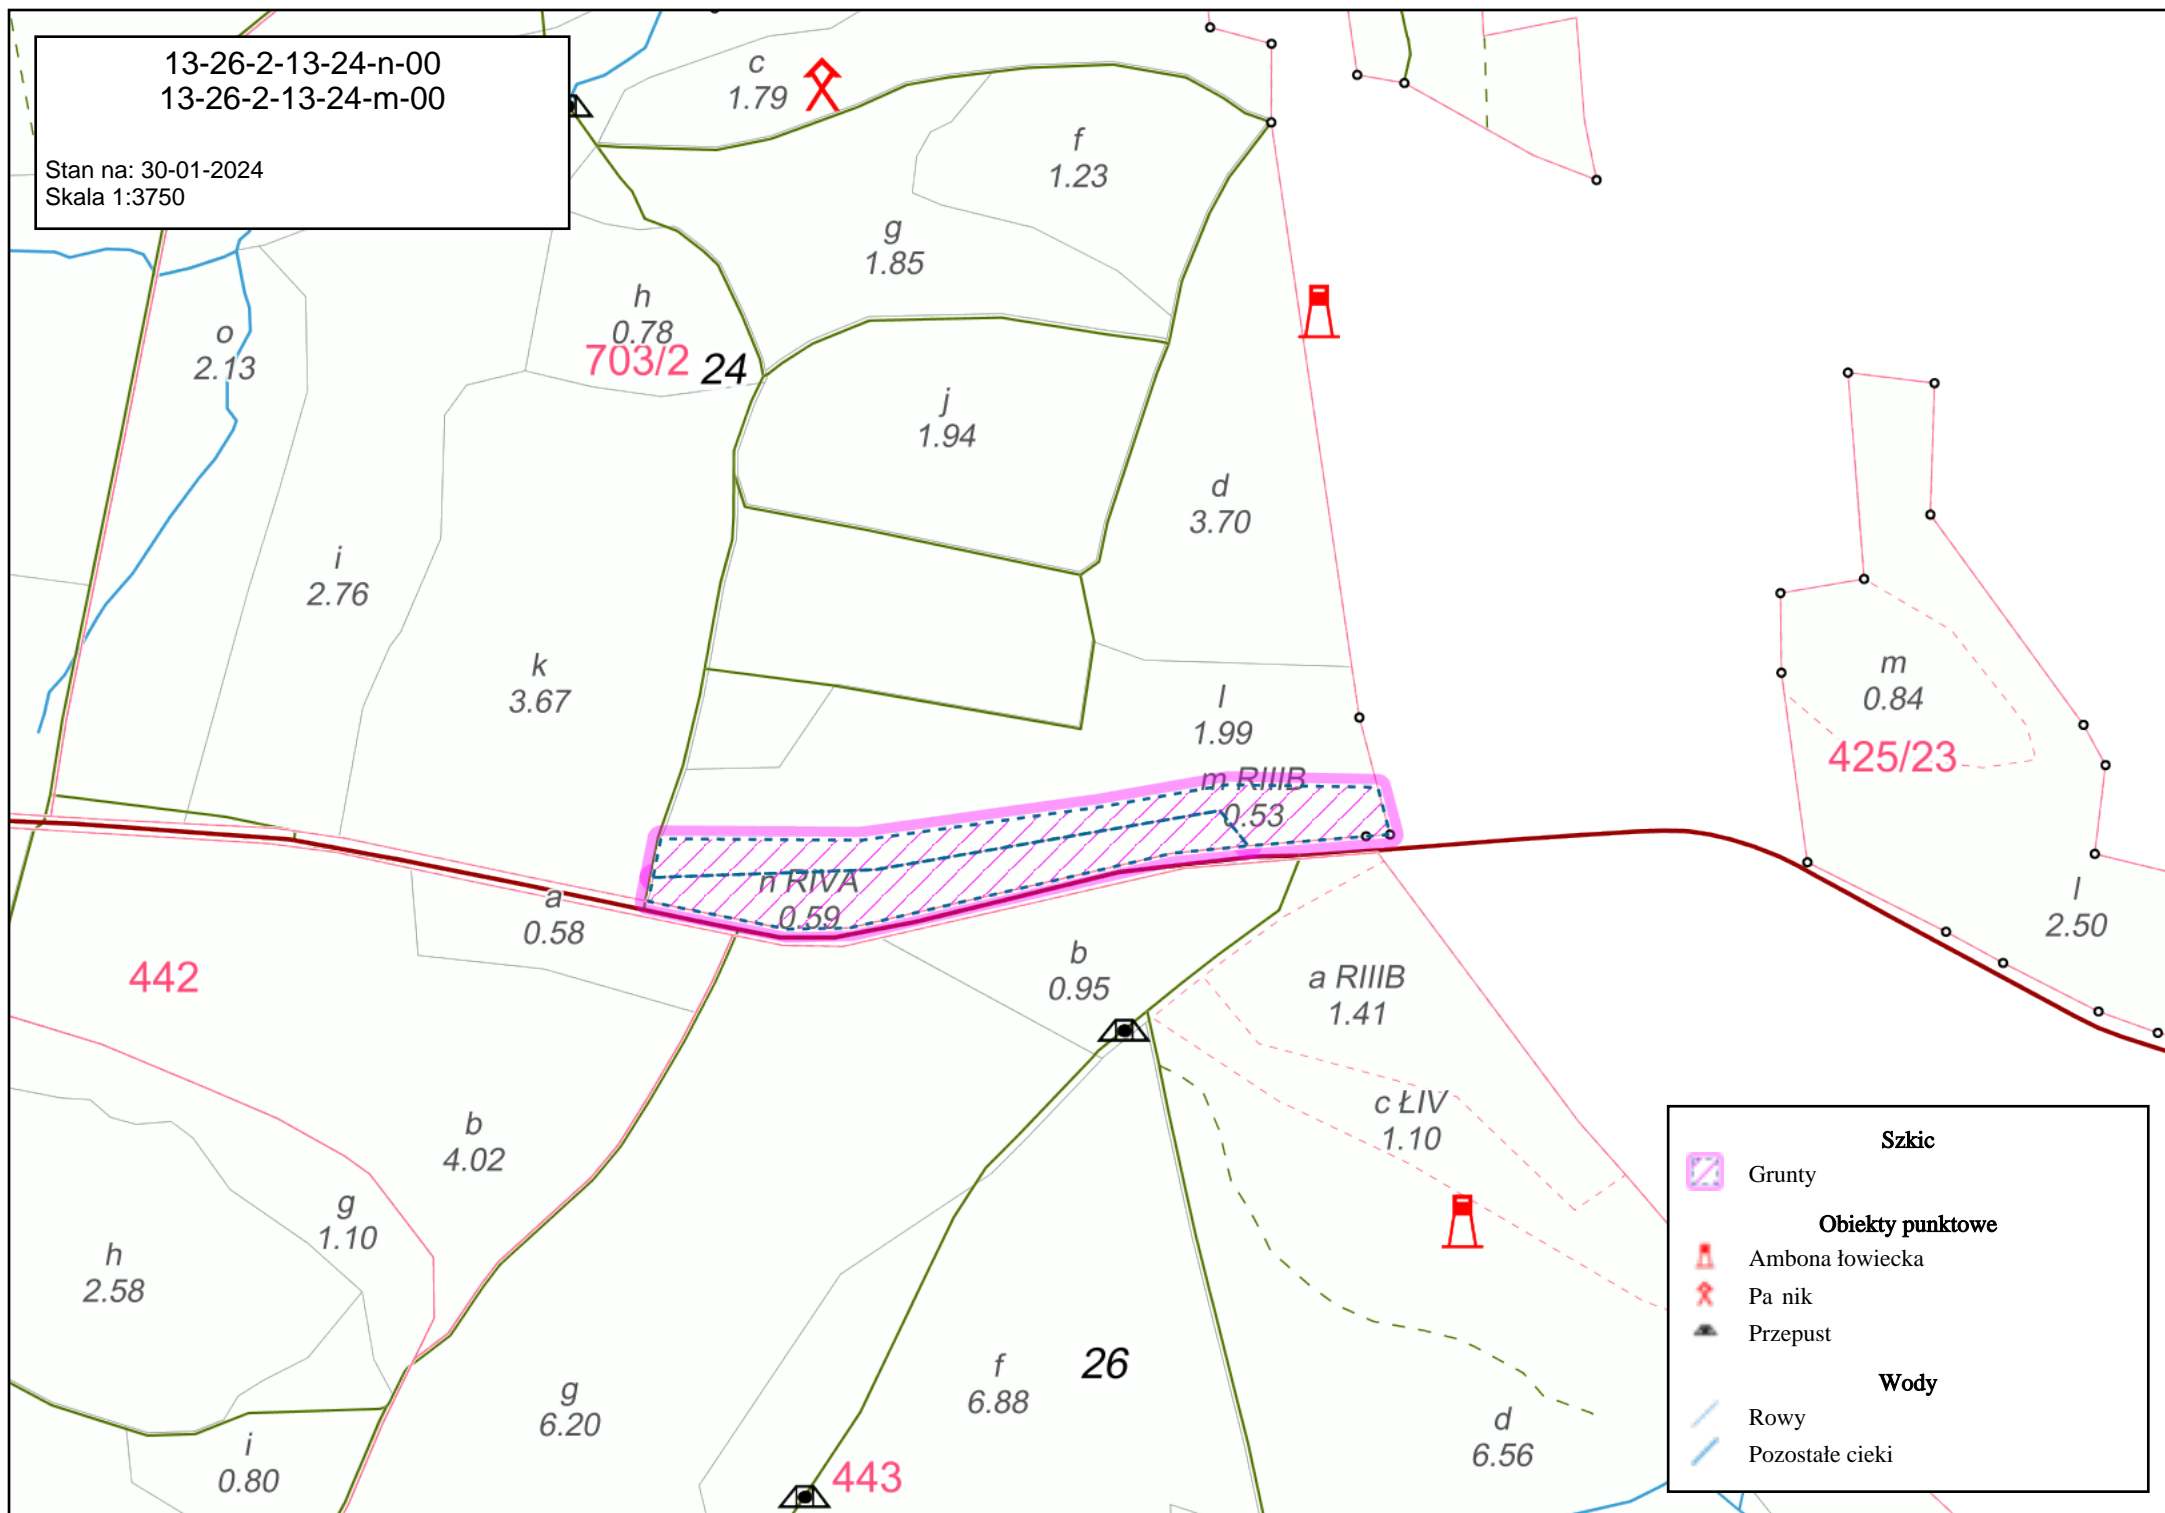 13-26-2-13-24-n-00
13-26-2-13-24-m-00
Stan na: 30-01-2024
Skala 1:3750
c
1.79
f
1.23
g
1.85
h
0.78
703/2
24
o
2.13
j
1.94
d
3.70
i
2.76
k
3.67
l
1.99
m
0.84
425/23
m RIIIB
0.53
n RIVA
0.59
a
0.58
l
2.50
442
b
0.95
a RIIIB
1.41
c ŁIV
1.10
b
4.02
g
1.10
h
2.58
f
6.88
26
g
6.20
d
6.56
i
0.80
443
Szkic
Grunty
Obiekty punktowe
Ambona łowiecka
Pa nik
Przepust
Wody
Rowy
Pozostałe cieki